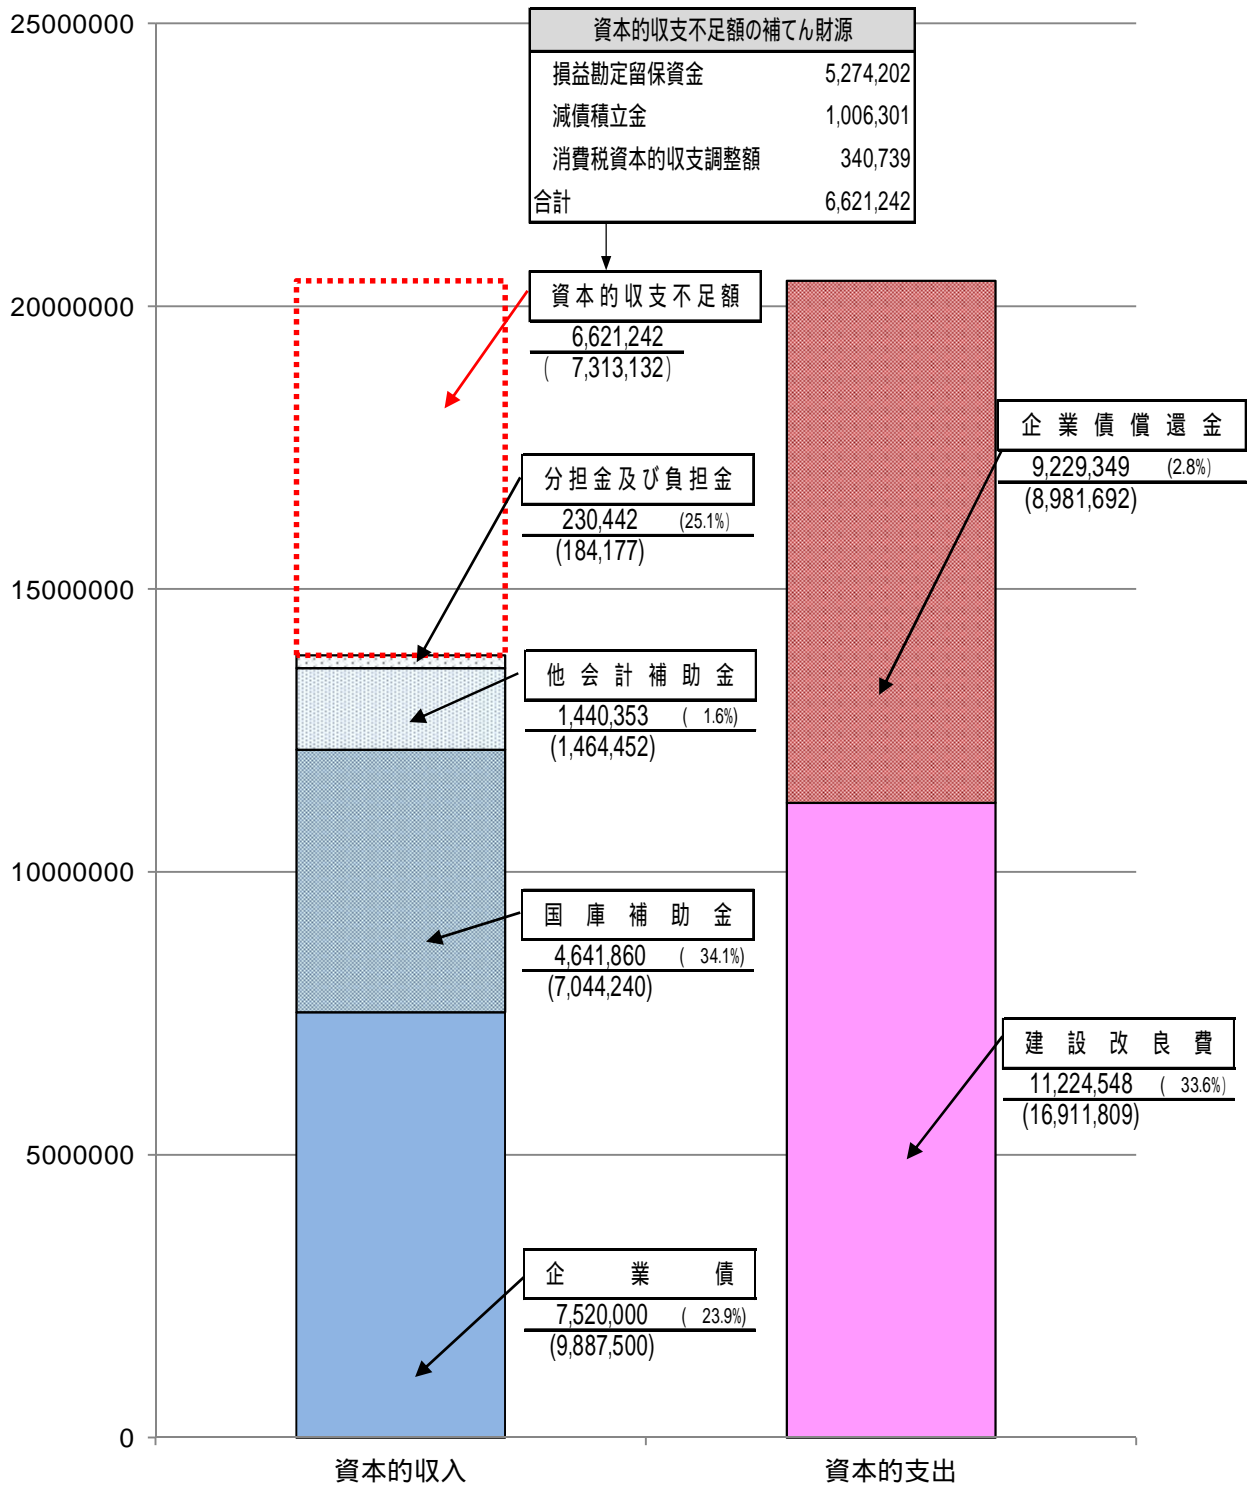 25000000
20000000
15000000
10000000
5000000
0
資本的収支不足額の補てん財源
損益勘定留保資金 5,274,202
減債積立金 1,006,301
消費税資本的収支調整額 340,739
合計 6,621,242
資本的収支不足額
6,621,242
( 7,313,132)
分担金及び負担金
230,442 (25.1%)
(184,177)
他会計補助金
1,440,353 ( 1.6%)
(1,464,452)
国庫補助金
4,641,860 ( 34.1%)
(7,044,240)
企業債
7,520,000 ( 23.9%)
(9,887,500)
企業債償還金
9,229,349 (2.8%)
(8,981,692)
建設改良費
11,224,548 ( 33.6%)
(16,911,809)
資本的収入
資本的支出